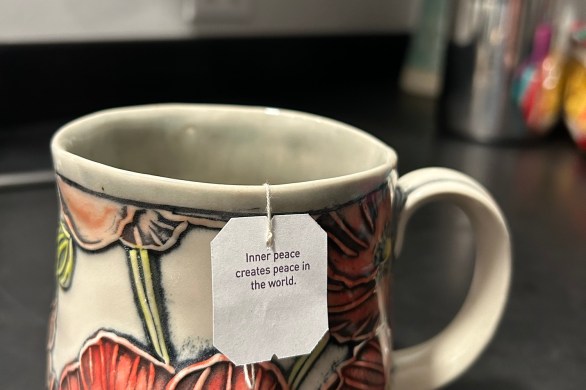 Inner peace
creates peace in
the world.